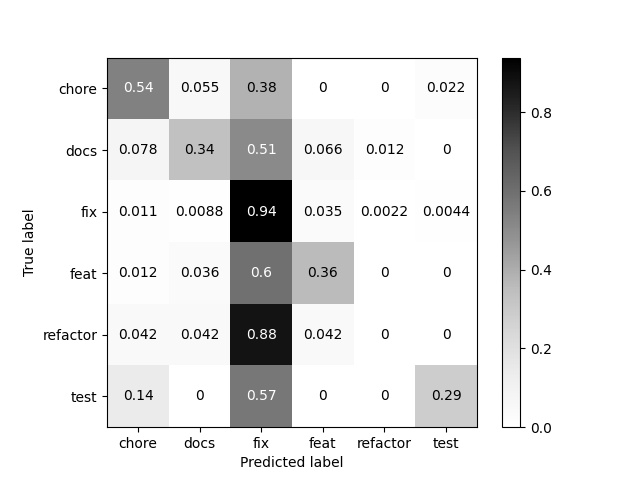 chore 0.54 0.055 0.38 0 0 0.022
docs 0.078 0.34 0.51 0.066 0.012 0
fix 0.011 0.0088 0.94 0.035 0.0022 0.0044
feat 0.012 0.036 0.6 0.36 0 0
refactor 0.042 0.042 0.88 0.042 0 0
test 0.14 0 0.57 0 0 0.29
chore docs fix feat refactor test
Predicted label
True label
0.8
0.6
0.4
0.2
0.0